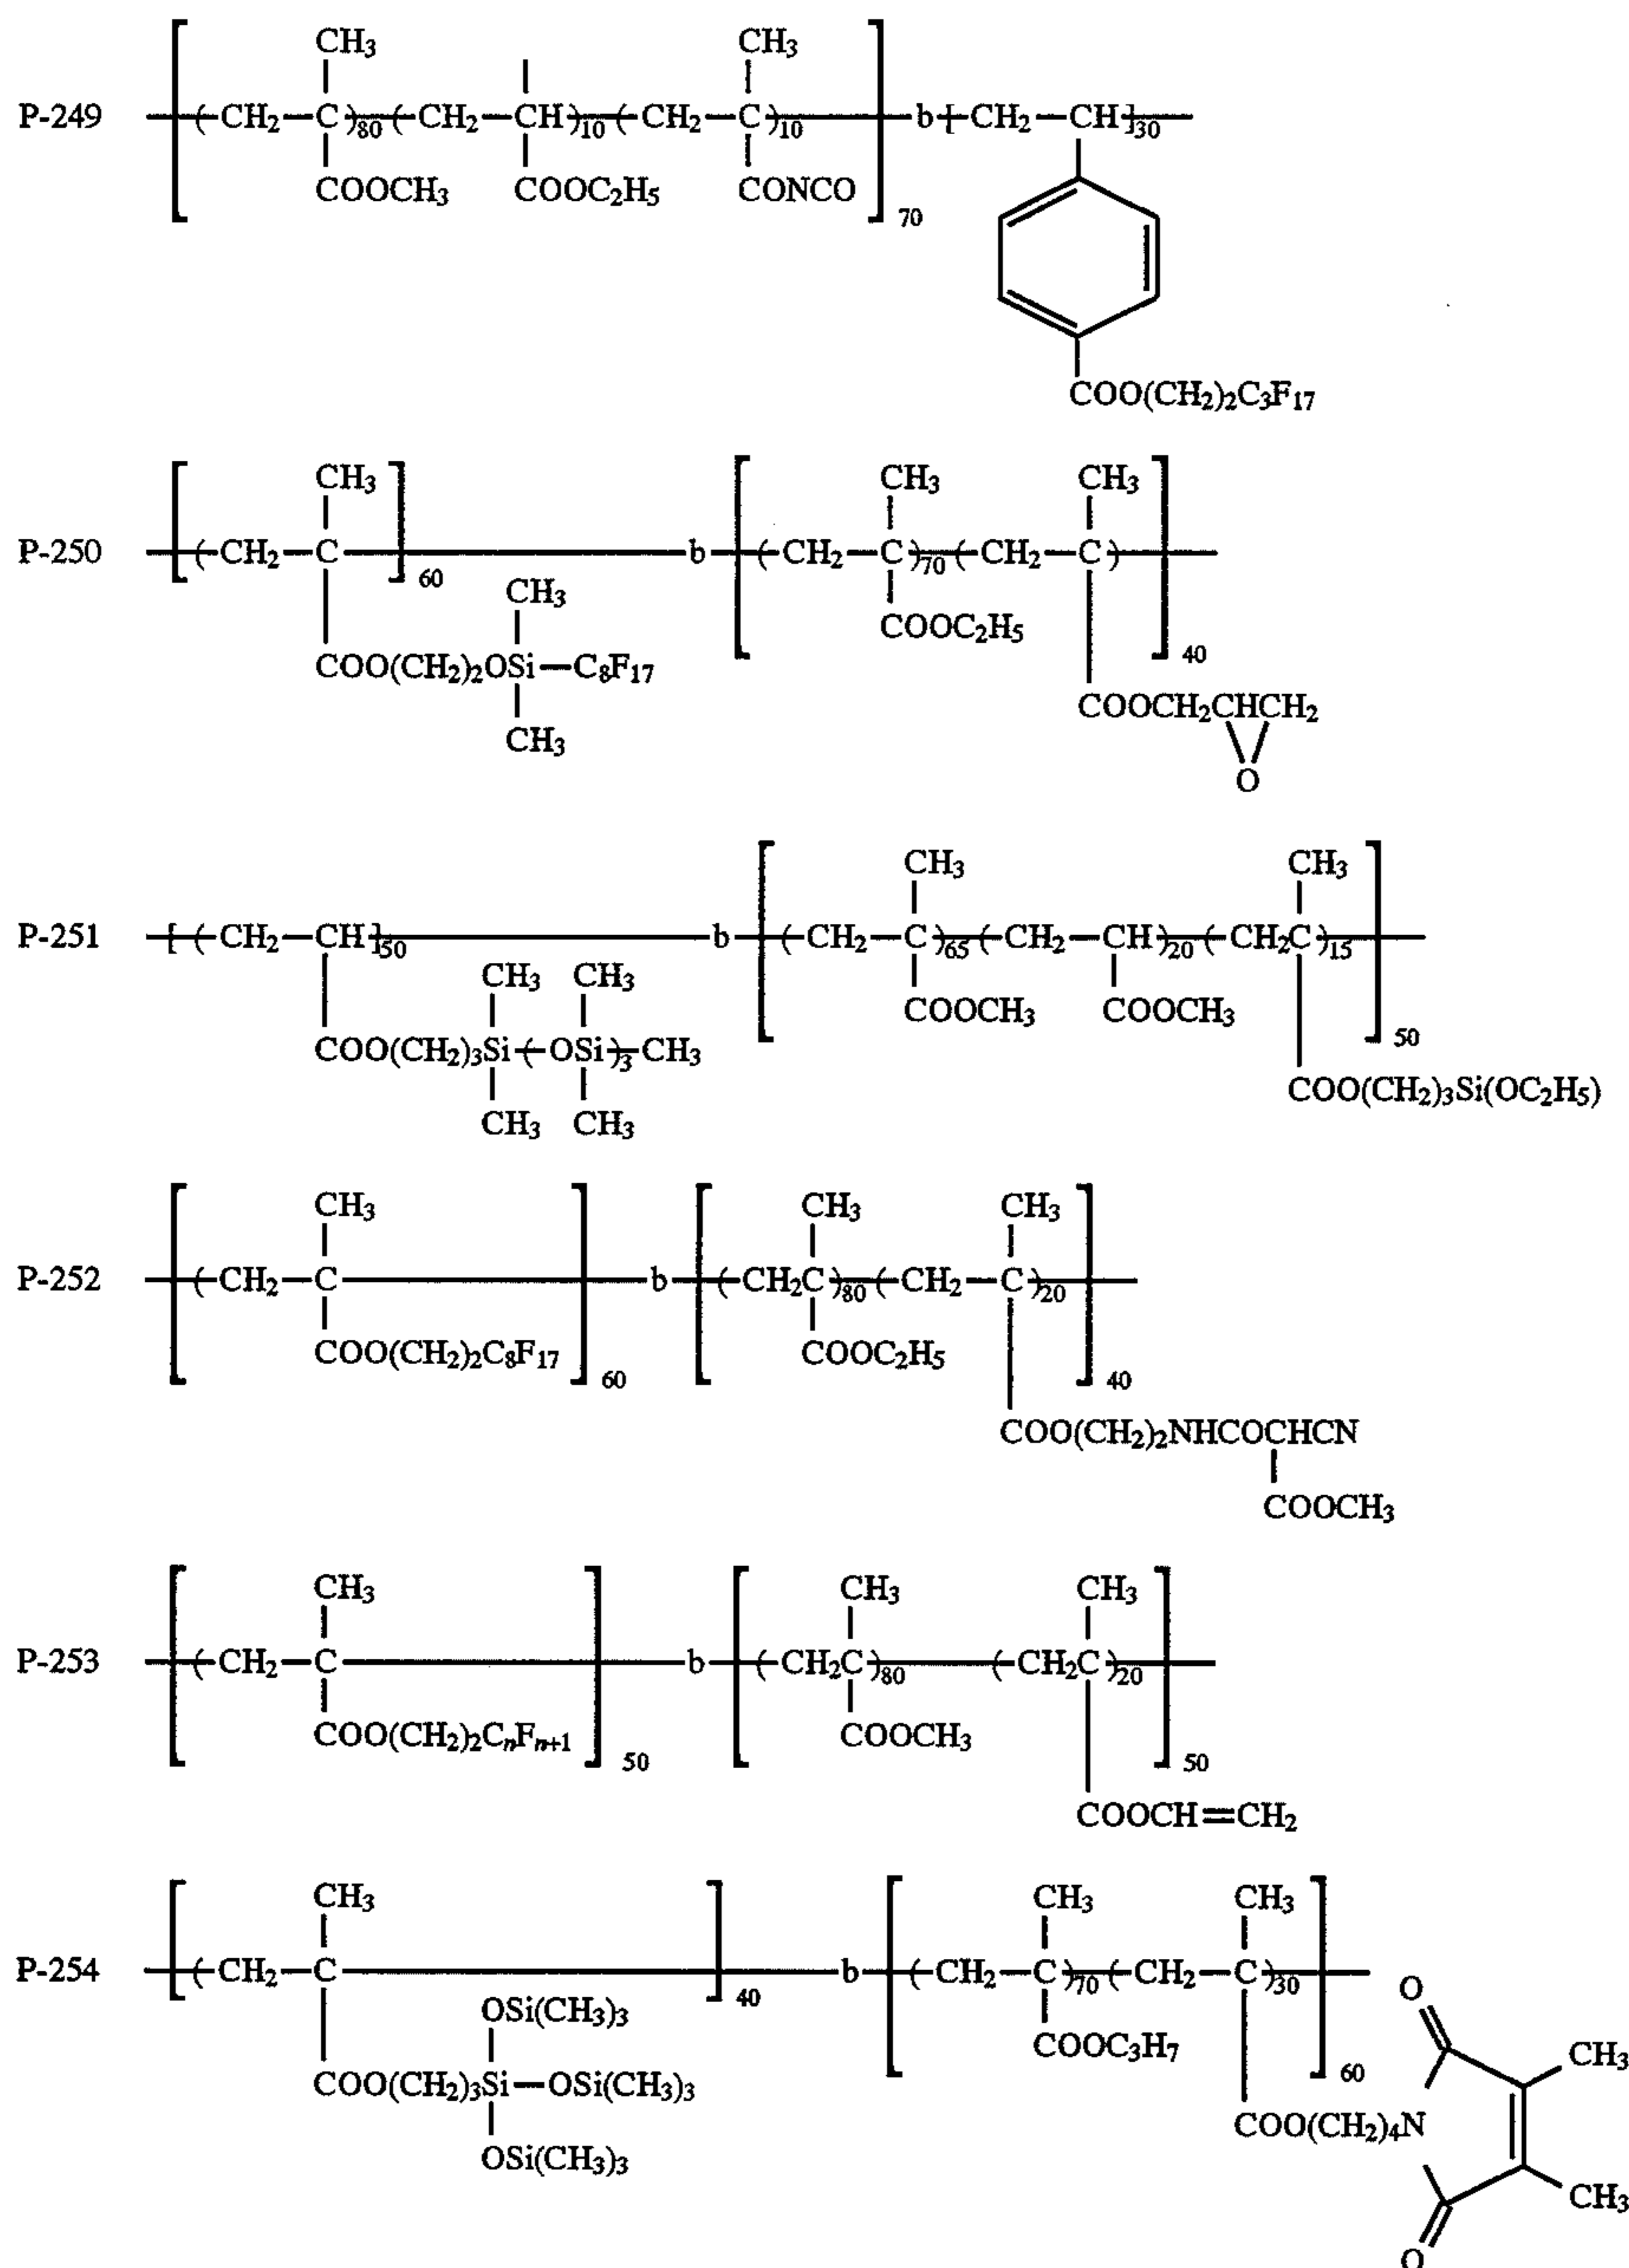 CH3 CH3
P-249 —[(CH2—C)80(CH2—CH)10(CH2—C)10]70 b [CH2—CH]30
COOCH3 COOC2H5 CONCO
COO(CH2)2C3F17
CH3 CH3 CH3
P-250 —[(CH2—C]60 b [(CH2—C)70(CH2—C)]40
CH3
COOC2H5
COO(CH2)2OSi—C8F17
COOCH2CHCH2
CH3
O
CH3 CH3
P-251 —[(CH2—CH]50 b [(CH2—C)65(CH2—CH)20(CH2C)15]50
CH3 CH3
COOCH3 COOCH3
COO(CH2)3Si(OSi)3CH3
COO(CH2)3Si(OC2H5)
CH3 CH3
CH3 CH3 CH3
P-252 —[(CH2—C]60 b [(CH2C)80(CH2—C)20]40
COO(CH2)2C8F17 COOC2H5
COO(CH2)2NHCOCHCN
COOCH3
CH3 CH3 CH3
P-253 —[(CH2—C]50 b [(CH2C)80(CH2C)20]50
COO(CH2)2CnFn+1 COOCH3
COOCH=CH2
CH3 CH3 CH3
P-254 —[(CH2—C]40 b [(CH2—C)70(CH2—C)30]60
O
OSi(CH3)3
COOC3H7 CH3
COO(CH2)3Si—OSi(CH3)3
COO(CH2)4N
OSi(CH3)3
CH3
O